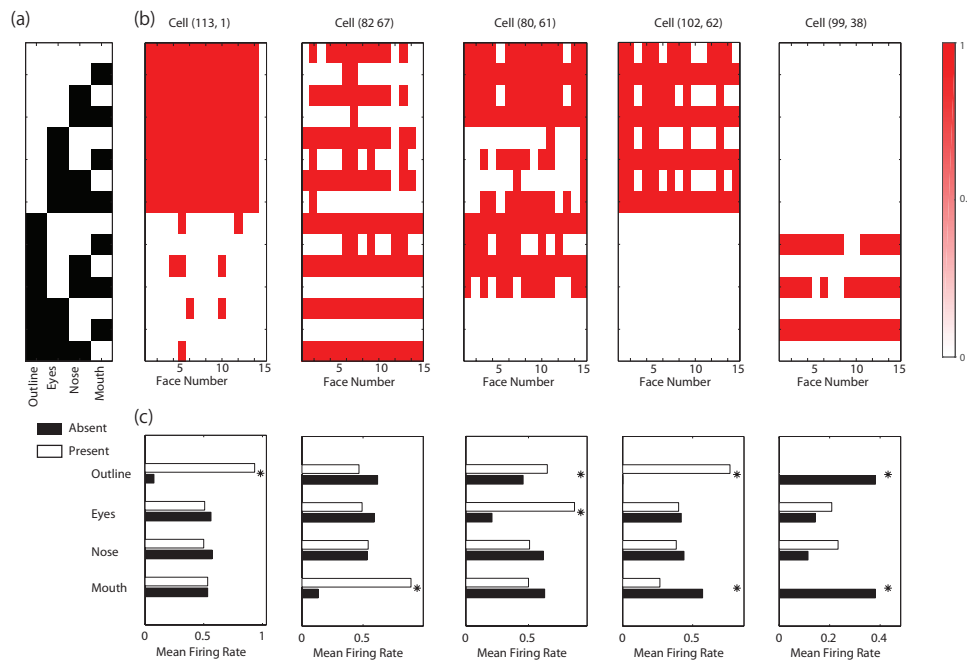 (a)
(b)
Cell (113, 1)
Cell (82 67)
Cell (80, 61)
Cell (102, 62)
Cell (99, 38)
1
0.
0
5 10 15
5 10 15
5 10 15
5 10 15
5 10 15
Face Number
Face Number
Face Number
Face Number
Face Number
Outline
Eyes
Nose
Mouth
Absent
Present
(c)
Outline
Eyes
Nose
Mouth
*
*
*
*
*
*
*
*
0 0.5 1
0 0.5
0 0.5
0 0.5
0 0.2 0.4
Mean Firing Rate
Mean Firing Rate
Mean Firing Rate
Mean Firing Rate
Mean Firing Rate